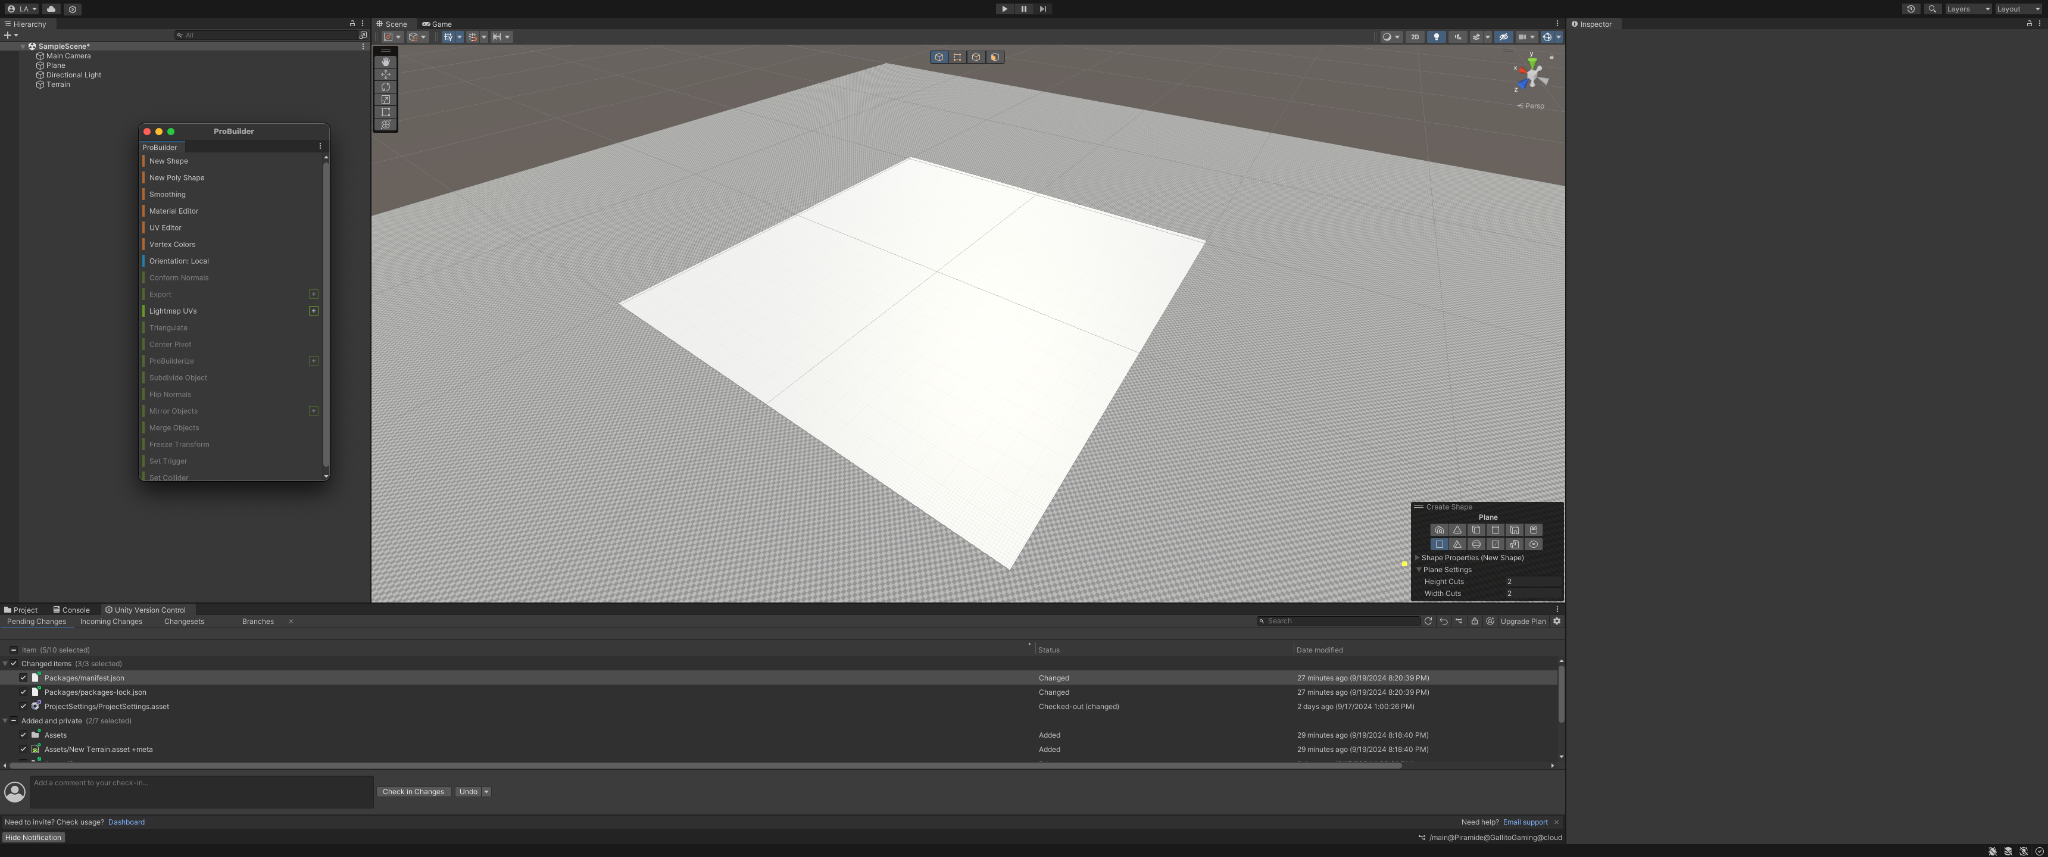 LA
Layers
Layout
Hierarchy
All
SampleScene*
Main Camera
Plane
Directional Light
Terrain
ProBuilder
ProBuilder
New Shape
New Poly Shape
Smoothing
Material Editor
UV Editor
Vertex Colors
Orientation: Local
Conform Normals
Export
Lightmap UVs
Triangulate
Center Pivot
ProBuilderize
Subdivide Object
Flip Normals
Mirror Objects
Merge Objects
Freeze Transform
Set Trigger
Set Collider
Scene Game
2D
y
x
z
Persp
Create Shape
Plane
Shape Properties (New Shape)
Plane Settings
Height Cuts 2
Width Cuts 2
Inspector
Project Console Unity Version Control
Pending Changes Incoming Changes Changesets Branches ×
Search
Upgrade Plan
Item (5/10 selected) Status Date modified
Changed items (3/3 selected)
Packages/manifest.json Changed 27 minutes ago (9/19/2024 8:20:39 PM)
Packages/packages-lock.json Changed 27 minutes ago (9/19/2024 8:20:39 PM)
ProjectSettings/ProjectSettings.asset Checked-out (changed) 2 days ago (9/17/2024 1:00:26 PM)
Added and private (2/7 selected)
Assets Added 29 minutes ago (9/19/2024 8:18:40 PM)
Assets/New Terrain.asset +meta Added 29 minutes ago (9/19/2024 8:18:40 PM)
Add a comment to your check-in...
Check in Changes Undo
Need to invite? Check usage? Dashboard Need help? Email support ×
Hide Notification /main@Piramide@GallitoGaming@cloud